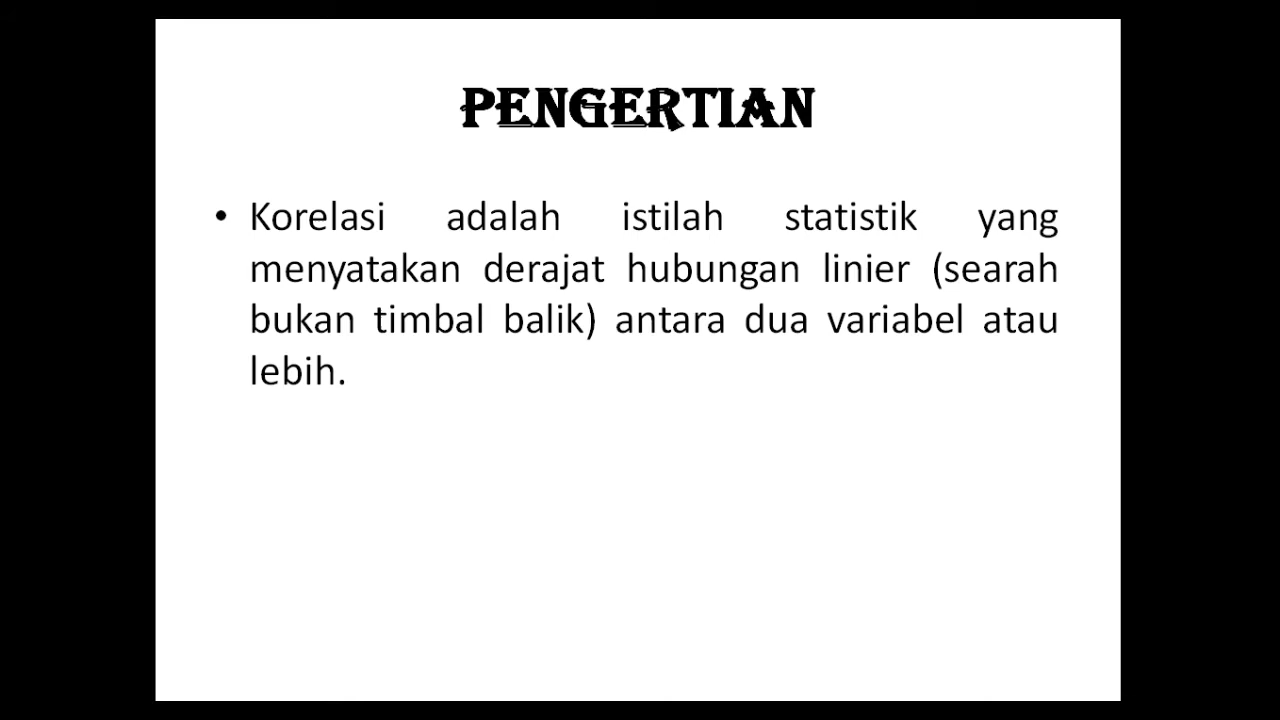 PENGERTIAN
• Korelasi adalah istilah statistik yang
menyatakan derajat hubungan linier (searah
bukan timbal balik) antara dua variabel atau
lebih.